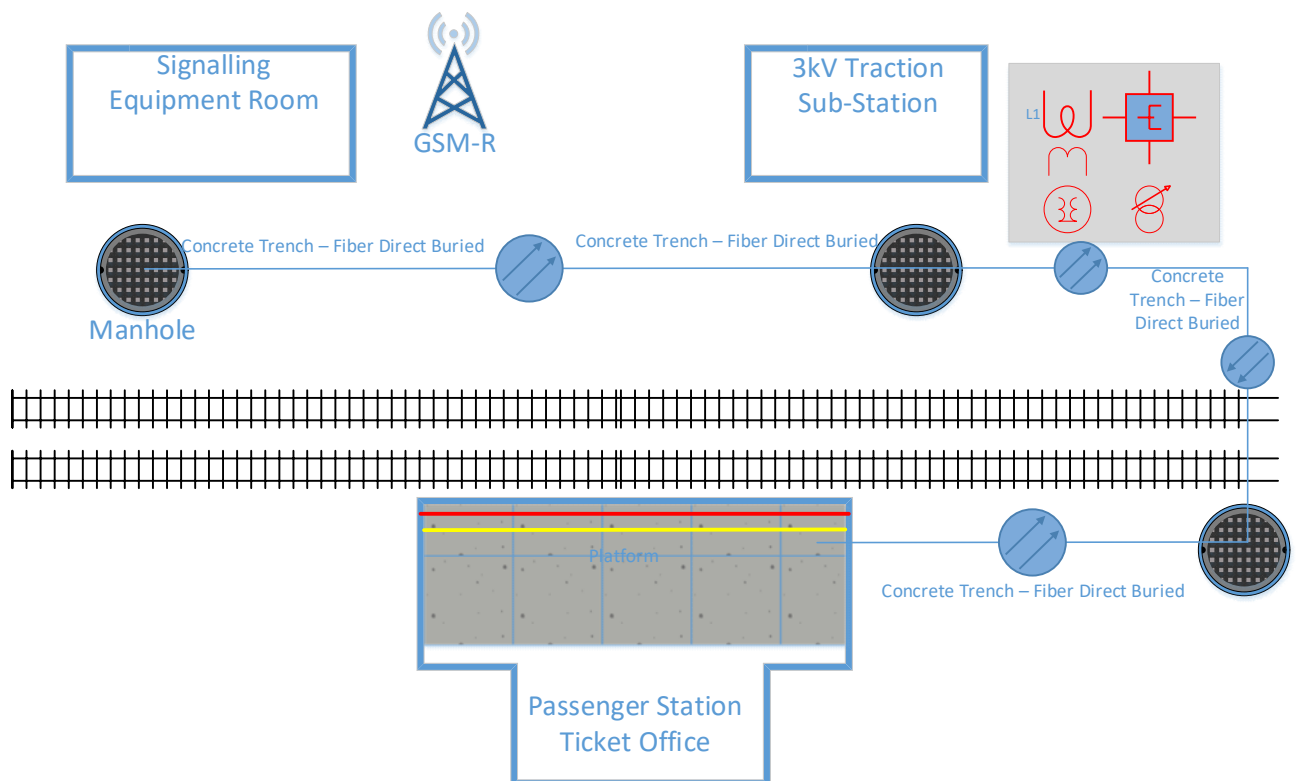 Signalling
Equipment Room
GSM-R
3kV Traction
Sub-Station
L1
Concrete Trench – Fiber Direct Buried
Concrete Trench – Fiber Direct Buried
Concrete
Trench – Fiber
Direct Buried
Manhole
Platform
Concrete Trench – Fiber Direct Buried
Passenger Station
Ticket Office